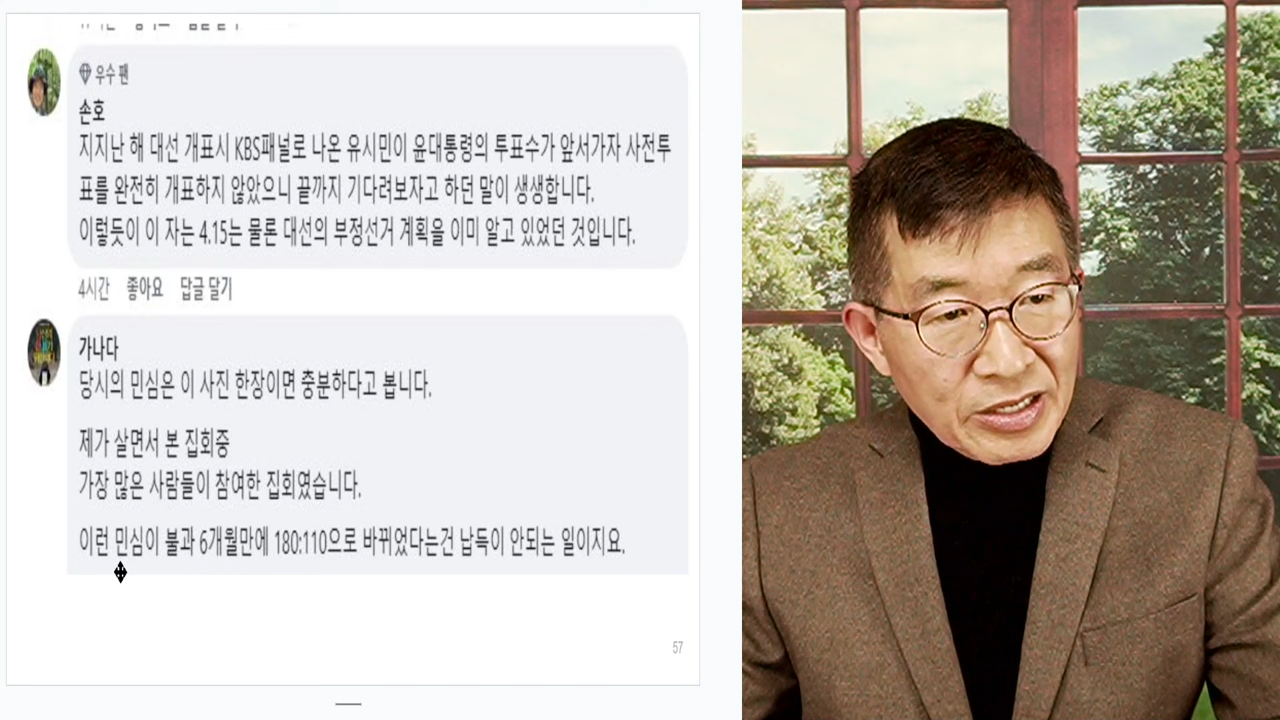 우수 팬
손호
지지난 해 대선 개표시 KBS패널로 나온 유시민이 윤대통령의 투표수가 앞서가자 사전투
표를 완전히 개표하지 않았으니 끝까지 기다려보자고 하던 말이 생생합니다.
이렇듯이 이 자는 4.15는 물론 대선의 부정선거 계획을 이미 알고 있었던 것입니다.
4시간 좋아요 답글 달기
가나다
당시의 민심은 이 사진 한장이면 충분하다고 봅니다.
제가 살면서 본 집회중
가장 많은 사람들이 참여한 집회였습니다.
이런 민심이 불과 6개월만에 180:110으로 바뀌었다는건 납득이 안되는 일이지요.
57